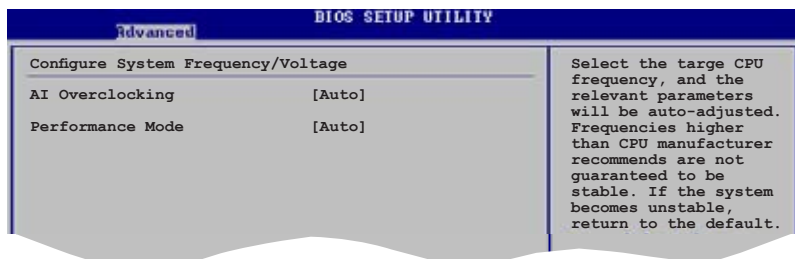 BIOS SETUP UTILITY
Advanced
Configure System Frequency/Voltage
AI Overclocking [Auto]
Performance Mode [Auto]
Select the targe CPU
frequency, and the
relevant parameters
will be auto-adjusted.
Frequencies higher
than CPU manufacturer
recommends are not
guaranteed to be
stable. If the system
becomes unstable,
return to the default.